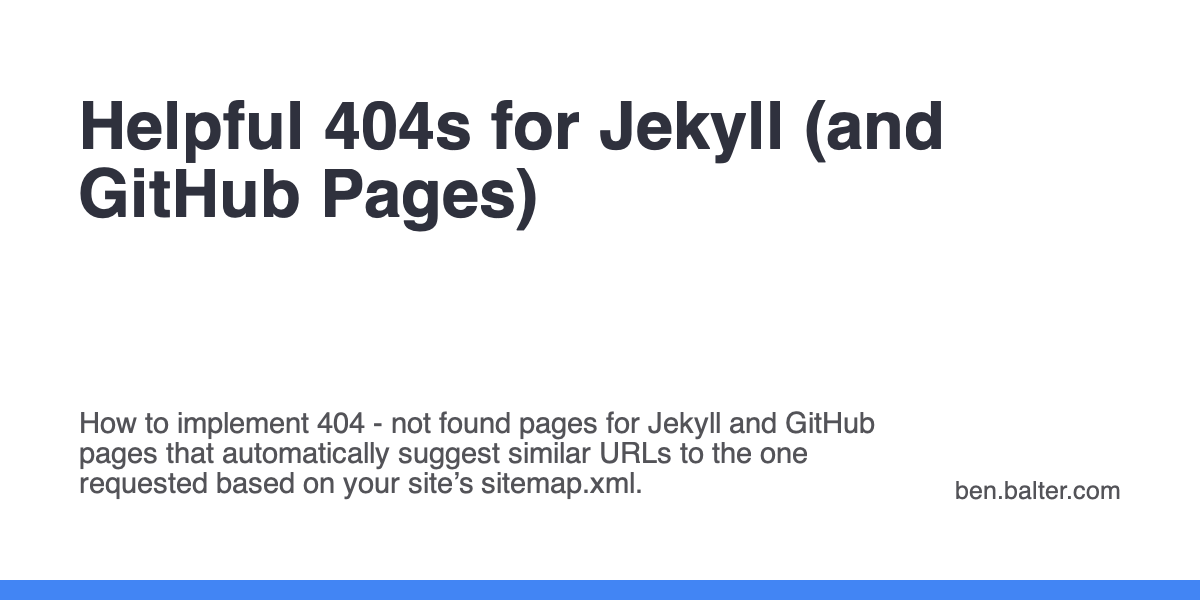 Helpful 404s for Jekyll (and
GitHub Pages)
How to implement 404 - not found pages for Jekyll and GitHub
pages that automatically suggest similar URLs to the one
requested based on your site’s sitemap.xml.
ben.balter.com